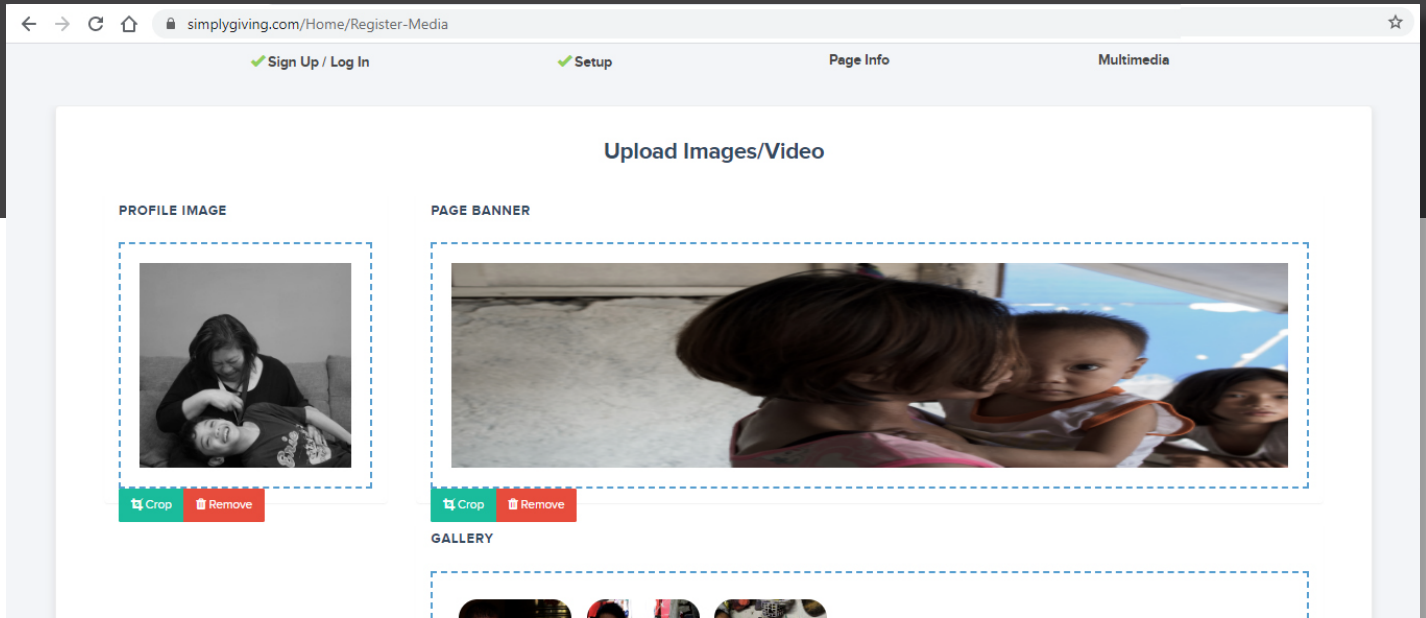 simplygiving.com/Home/Register-Media
Sign Up / Log In
Setup
Page Info
Multimedia
Upload Images/Video
PROFILE IMAGE
PAGE BANNER
Crop
Remove
Crop
Remove
GALLERY